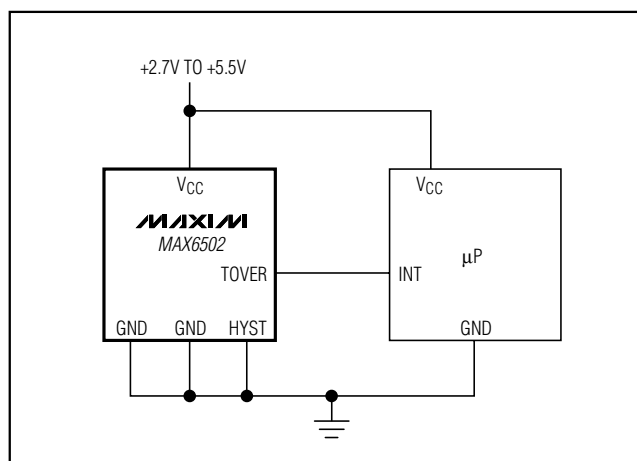 +2.7V TO +5.5V
VCC
MAXIM
MAX6502
TOVER
GND GND HYST
VCC
μP
INT
GND